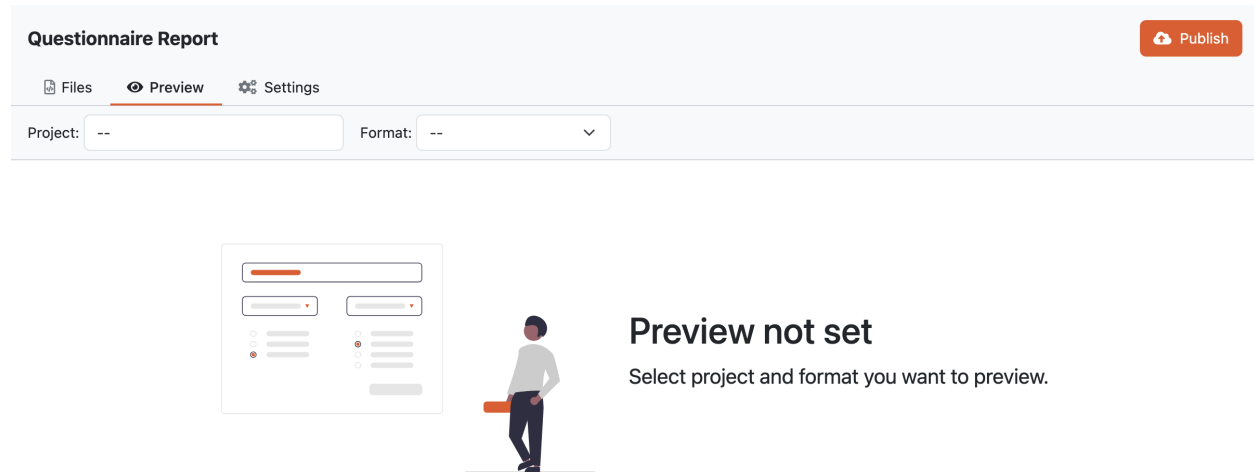 Questionnaire Report
Publish
Files
Preview
Settings
Project: --
Format: --
Preview not set
Select project and format you want to preview.